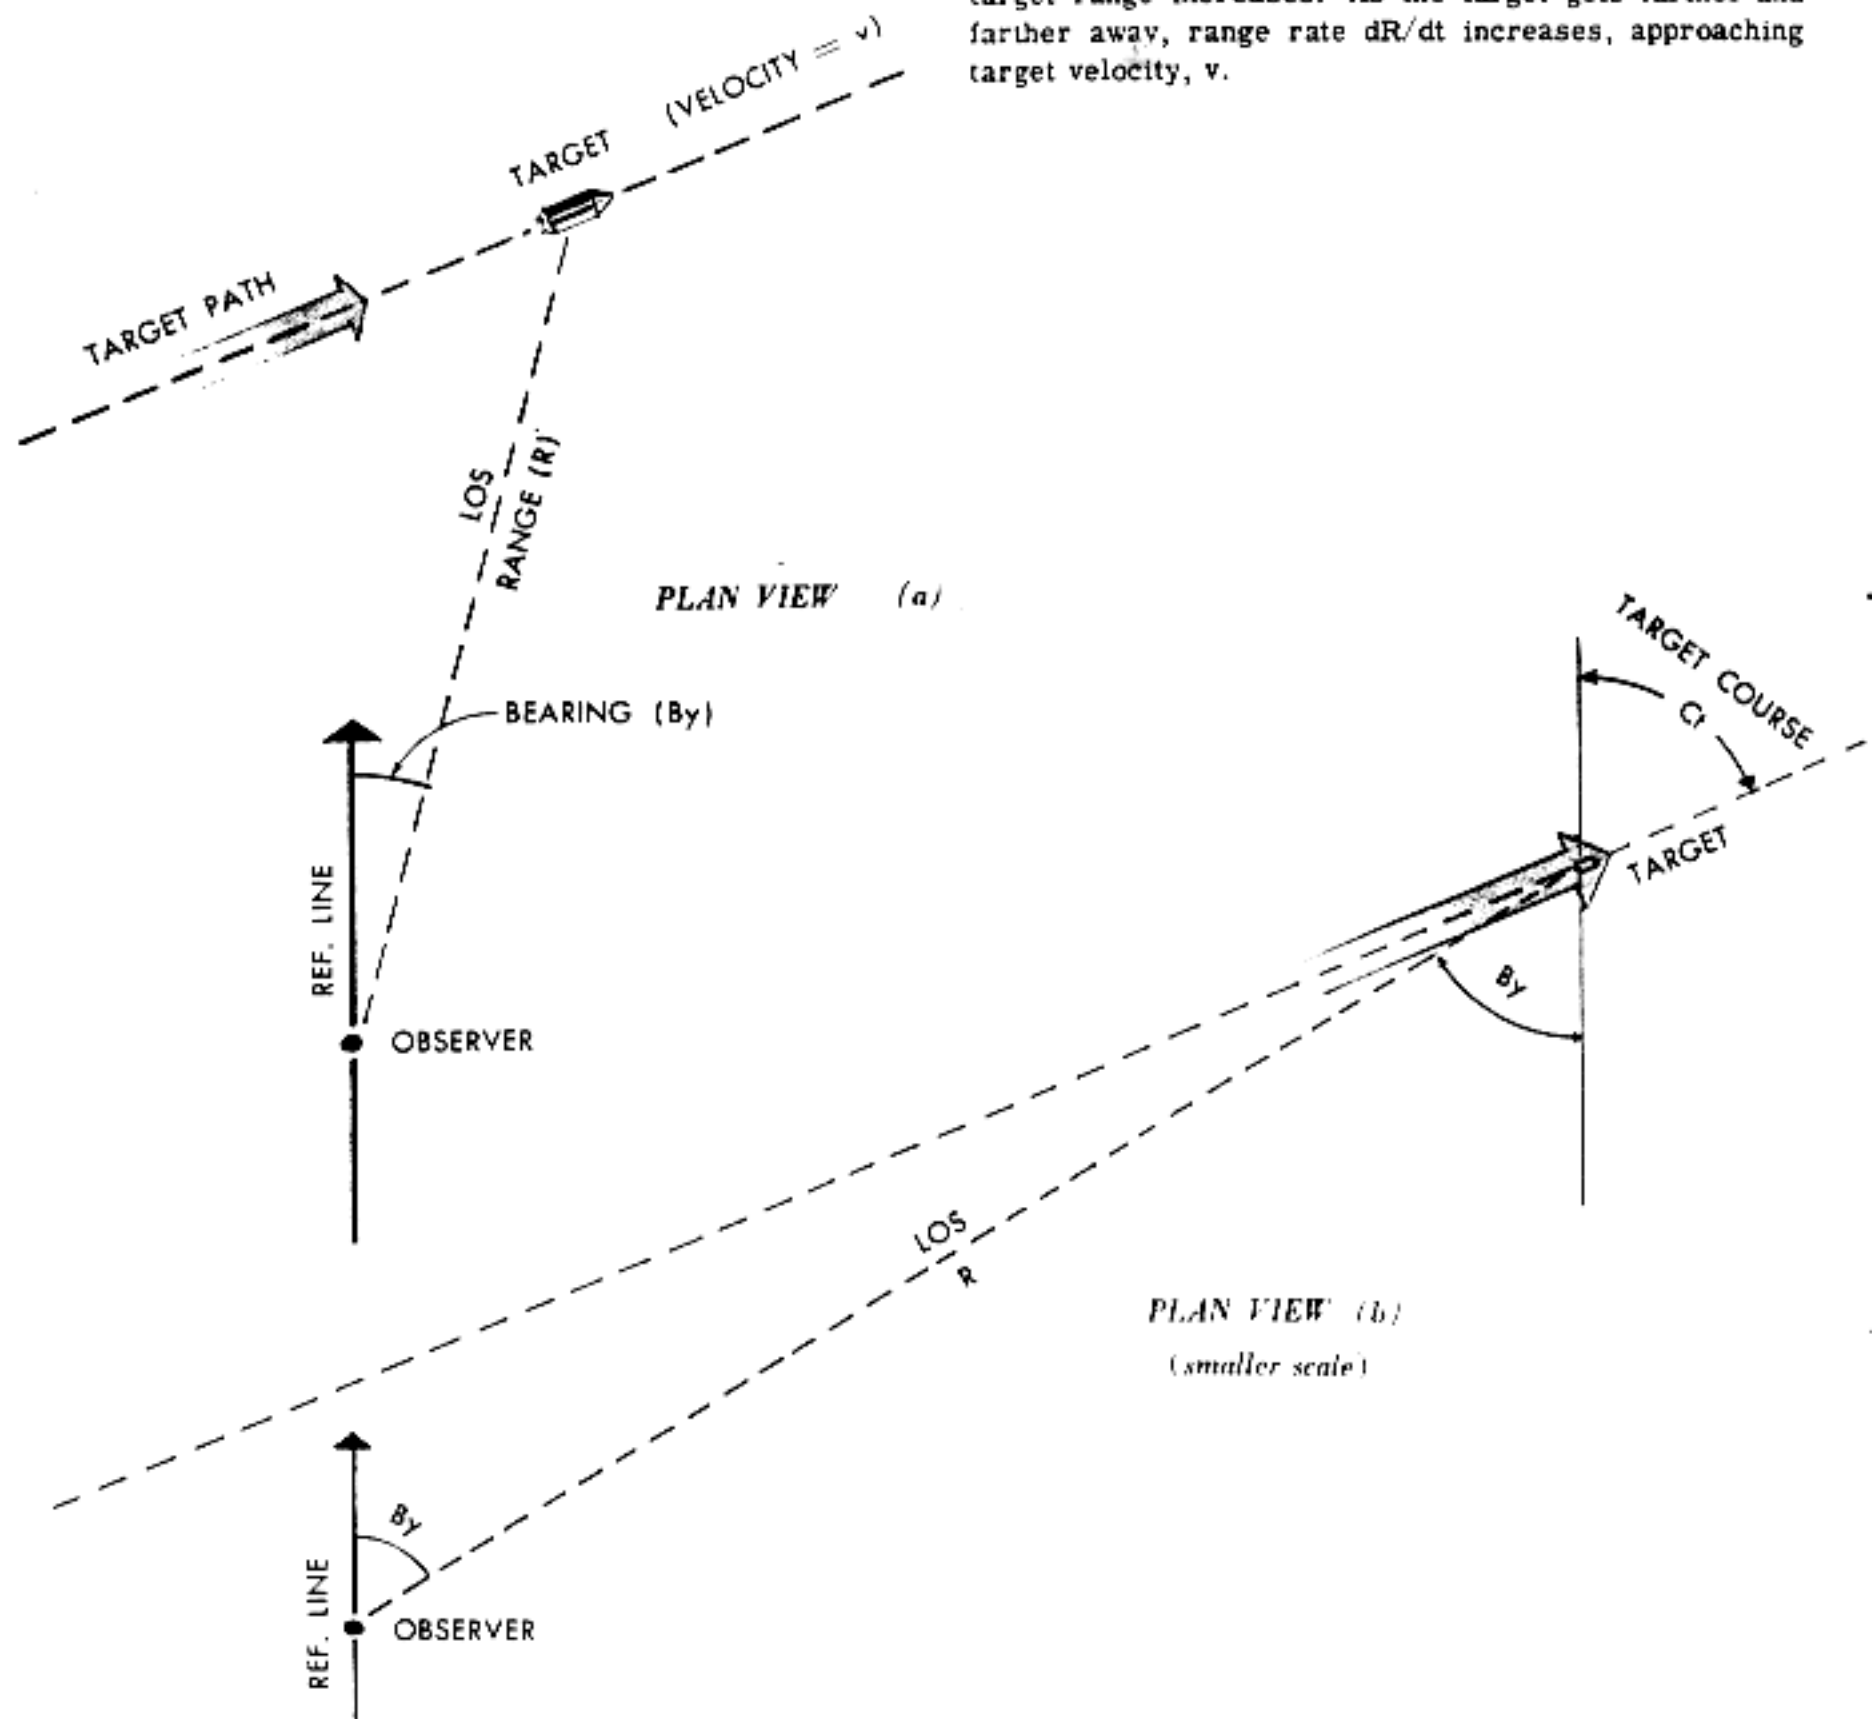 farther away, range rate dR/dt increases, approaching
target velocity, v.
(VELOCITY = v)
TARGET
TARGET PATH
LOS
RANGE (R)
PLAN VIEW (a)
BEARING (By)
REF. LINE
OBSERVER
TARGET COURSE
Ct
TARGET
By
LOS
R
PLAN VIEW (b)
(smaller scale)
By
REF. LINE
OBSERVER